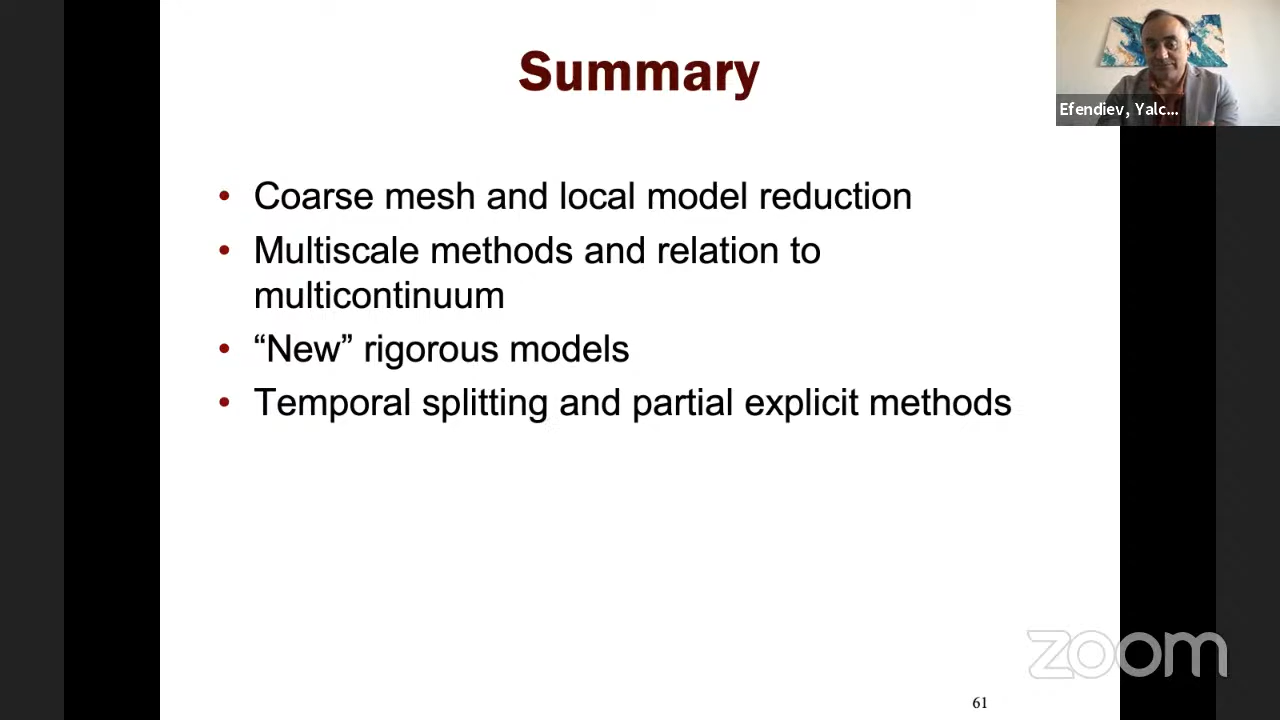 Summary
Efendiev, Yalc...
• Coarse mesh and local model reduction
• Multiscale methods and relation to
multicontinuum
• “New” rigorous models
• Temporal splitting and partial explicit methods
zoom
61